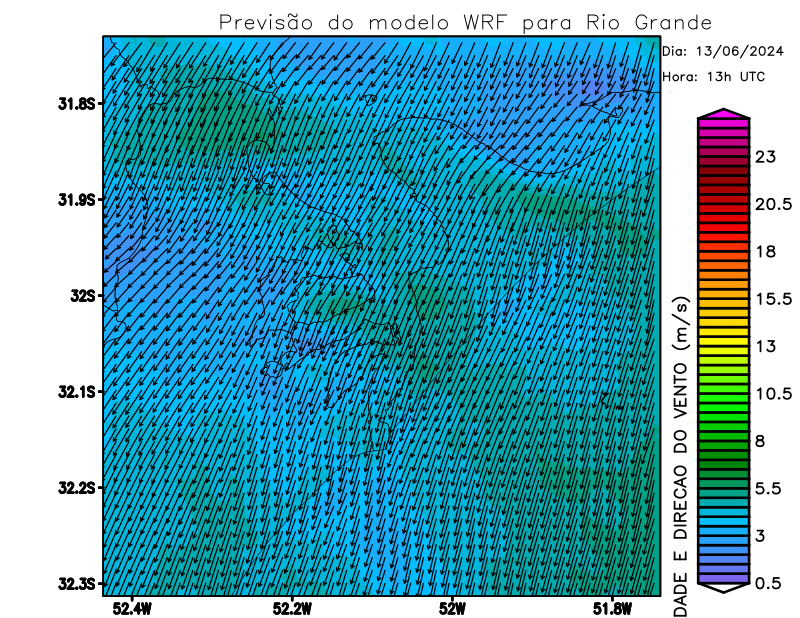 Previsão do modelo WRF para Rio Grande
Dia: 13/06/2024
Hora: 13h UTC
31.8S
31.9S
32S
32.1S
32.2S
32.3S
52.4W
52.2W
52W
51.8W
23
20.5
18
15.5
13
10.5
8
5.5
3
0.5
DADE E DIRECAO DO VENTO (m/s)